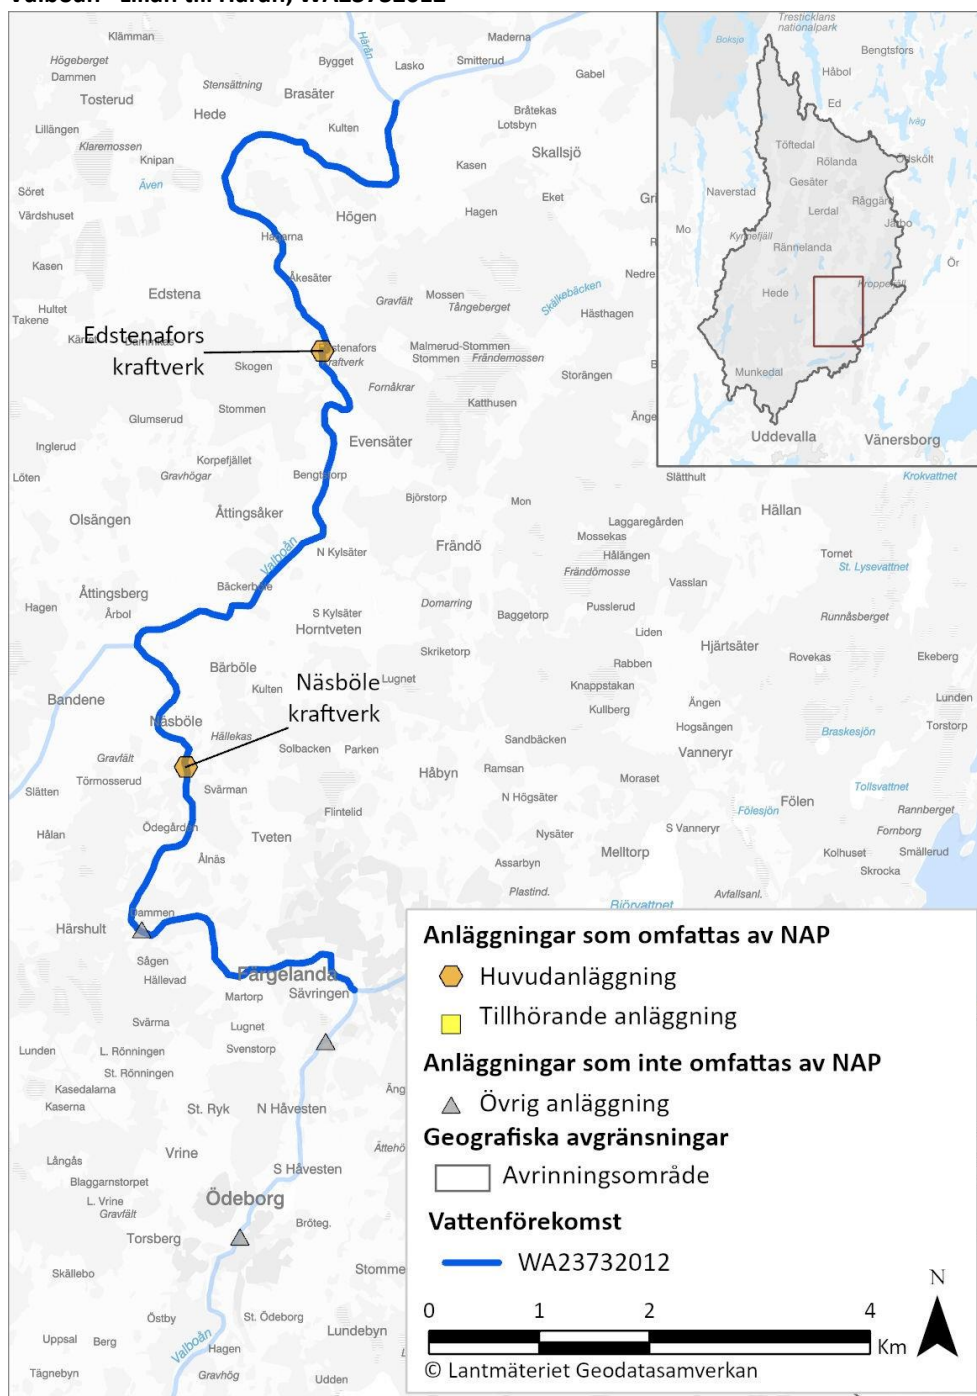 Valboån - Lillån till Härån, WA23732012
Klämman
Härån
Maderna
Högeberget
Dammen
Bygget
Lasko
Smitterud
Gabel
Tosterud
Stensättning
Brasäter
Hede
Bråtekas
Lotsbyn
Lillängen
Klaremossen
Kulten
Knipan
Skallsjö
Även
Kasen
Söret
Eket
Värdshuset
Högen
Hagen
Kasen
Åkesäter
Edstena
Gravfält
Mossen
Tångeberget
Skälkebäcken
Hästhagen
Hultet
Takene
Edstenafors
kraftverk
Malmerud-Stommen
Stommen
Frändemossen
Skogen
Storängen
Fornåkrar
Katthusen
Stommen
Glumserud
Evensäter
Inglerud
Korpefjället
Gravhögar
Löten
Björstorp
Mon
Slätthult
Krokvattnet
Olsängen
Åttingsåker
Hällan
Laggaregården
Mossekas
Valboån
N Kylsäter
Frändö
Hålängen
Tornet
St. Lysevattnet
Frändömosse
Vasslan
Åttingsberg
Hagen
Årbol
S Kylsäter
Horntveten
Domarring
Baggetorp
Pusslerud
Runnåsberget
Liden
Hjärtsäter
Skriketorp
Rovekas
Ekeberg
Bärböle
Rabben
Kulten
Lugnet
Knappstakan
Bandene
Näsböle
kraftverk
Kullberg
Ängen
Lunden
Näsböle
Hogsängen
Torstorp
Hällekas
Solbacken
Parken
Sandbäcken
Vanneryr
Braskesjön
Gravfält
Törmosserud
Håbyn
Ramsan
Moraset
Slätten
Svärman
N Högsäter
Fölen
Tollsvattnet
Rannberget
Flintelid
Fölesjön
Hålan
Ödegården
Tveten
Nysäter
S Vanneryr
Fornborg
Ålnäs
Melltorp
Kolhuset
Smällerud
Assarbyn
Skrocka
Plastind.
Avfallsanl.
Björvattnet
Dammen
Härshult
Sågen
Hällevad
Färgelanda
Martorp
Sävringen
Svärma
Lugnet
Lunden
L. Rönningen
Svenstorp
St. Rönningen
Kasedalarna
Kaserna
St. Ryk
N Håvesten
Vrine
Långås
S Håvesten
Blaggarnstorpet
L. Vrine
Gravfält
Ödeborg
Bröteg.
Torsberg
Skällebo
Stomme
Östby
St. Ödeborg
Lundebyn
Uppsal
Berg
Valboån
Hagen
Tägnebyn
Gravhög
Udden
Tresticklans
nationalpark
Boksjø
Bengtsfors
Håbol
Ed
Iväg
Töftedal
Rölanda
Ödskölt
Gesäter
Naverstad
Råggärd
Lerdal
Järbo
Mo
Kynnefjäll
Rännelanda
Ör
Hede
Kroppefjäll
Munkedal
Uddevalla
Vänersborg
Anläggningar som omfattas av NAP
Huvudanläggning
Tillhörande anläggning
Anläggningar som inte omfattas av NAP
Övrig anläggning
Geografiska avgränsningar
Avrinningsområde
Vattenförekomst
WA23732012
N
0 1 2 4
Km
© Lantmäteriet Geodatasamverkan